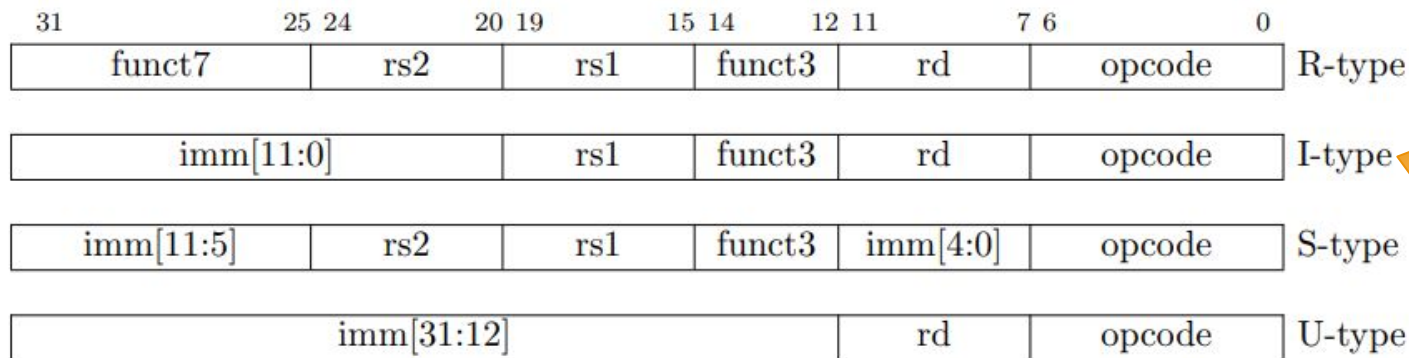 31 25 24 20 19 15 14 12 11 7 6 0
funct7 rs2 rs1 funct3 rd opcode R-type
imm[11:0] rs1 funct3 rd opcode I-type
imm[11:5] rs2 rs1 funct3 imm[4:0] opcode S-type
imm[31:12] rd opcode U-type